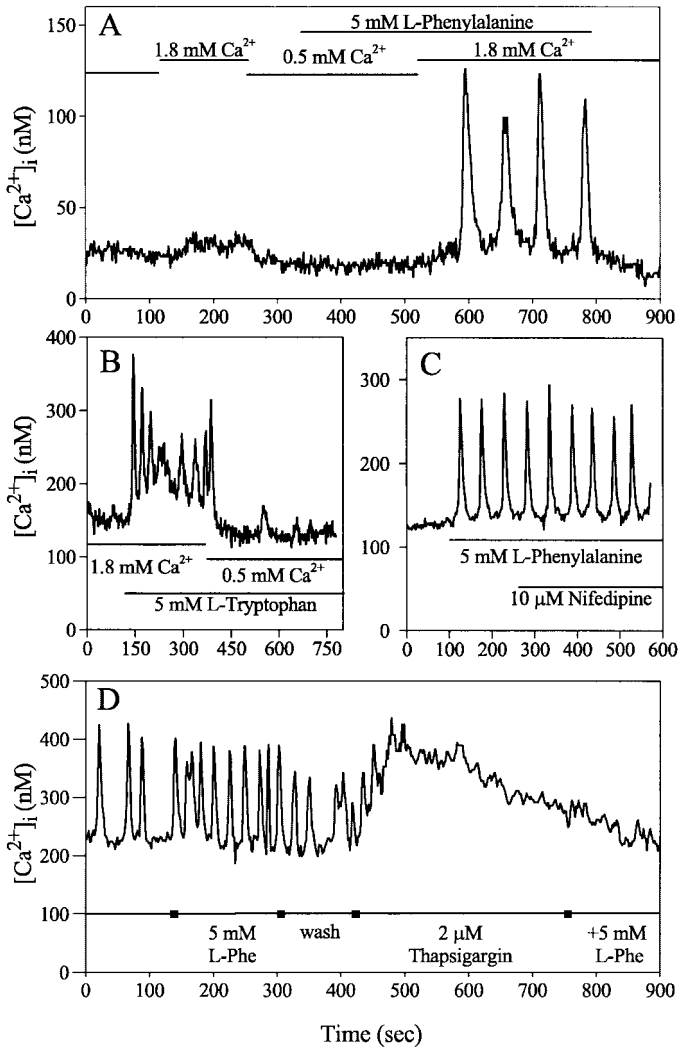 A
5 mM L-Phenylalanine
1.8 mM Ca²⁺
0.5 mM Ca²⁺
1.8 mM Ca²⁺
[Ca²⁺]i (nM)
150
100
50
0
0 100 200 300 400 500 600 700 800 900
B
[Ca²⁺]i (nM)
400
300
200
100
0
1.8 mM Ca²⁺
0.5 mM Ca²⁺
5 mM L-Tryptophan
0 150 300 450 600 750
C
300
200
100
0
5 mM L-Phenylalanine
10 μM Nifedipine
0 100 200 300 400 500 600
D
[Ca²⁺]i (nM)
500
400
300
200
100
0
5 mM
L-Phe
wash
2 μM
Thapsigargin
+5 mM
L-Phe
0 100 200 300 400 500 600 700 800 900
Time (sec)